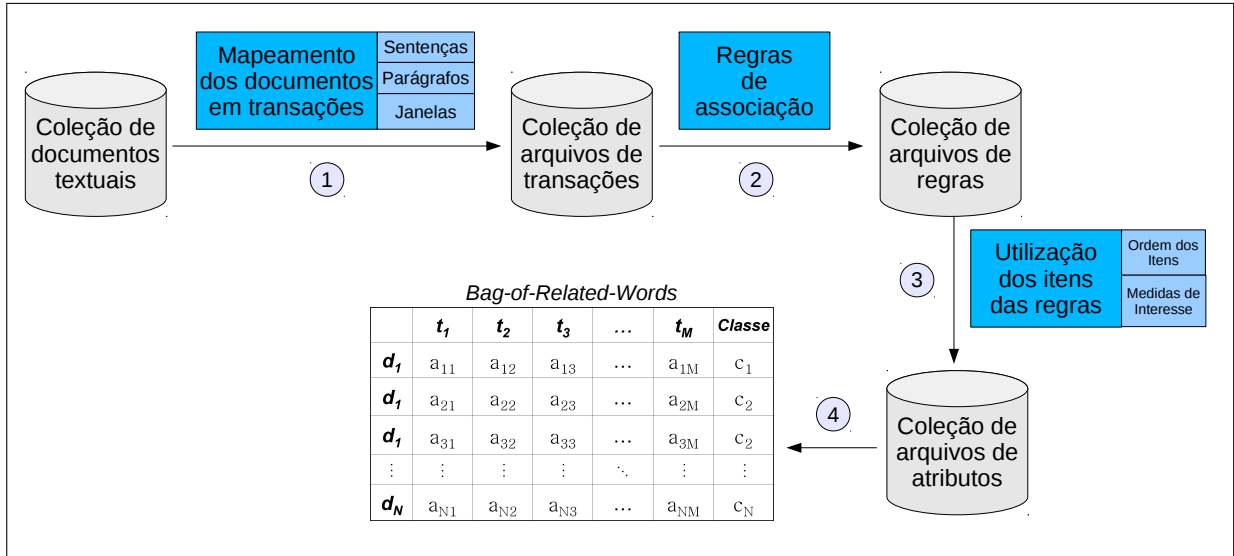 Coleção de
documentos
textuais
Mapeamento
dos documentos
em transações
Sentenças
Parágrafos
Janelas
1
Coleção de
arquivos de
transações
Regras
de
associação
2
Coleção de
arquivos de
regras
3
Utilização
dos itens
das regras
Ordem dos
Itens
Medidas de
Interesse
Coleção de
arquivos de
atributos
4
Bag-of-Related-Words
t1 t2 t3 ... tM Classe
d1 a11 a12 a13 ... a1M c1
d1 a21 a22 a23 ... a2M c2
d1 a31 a32 a33 ... a3M c2
⋮ ⋮ ⋮ ⋮ ⋱ ⋮ ⋮
dN aN1 aN2 aN3 ... aNM cN